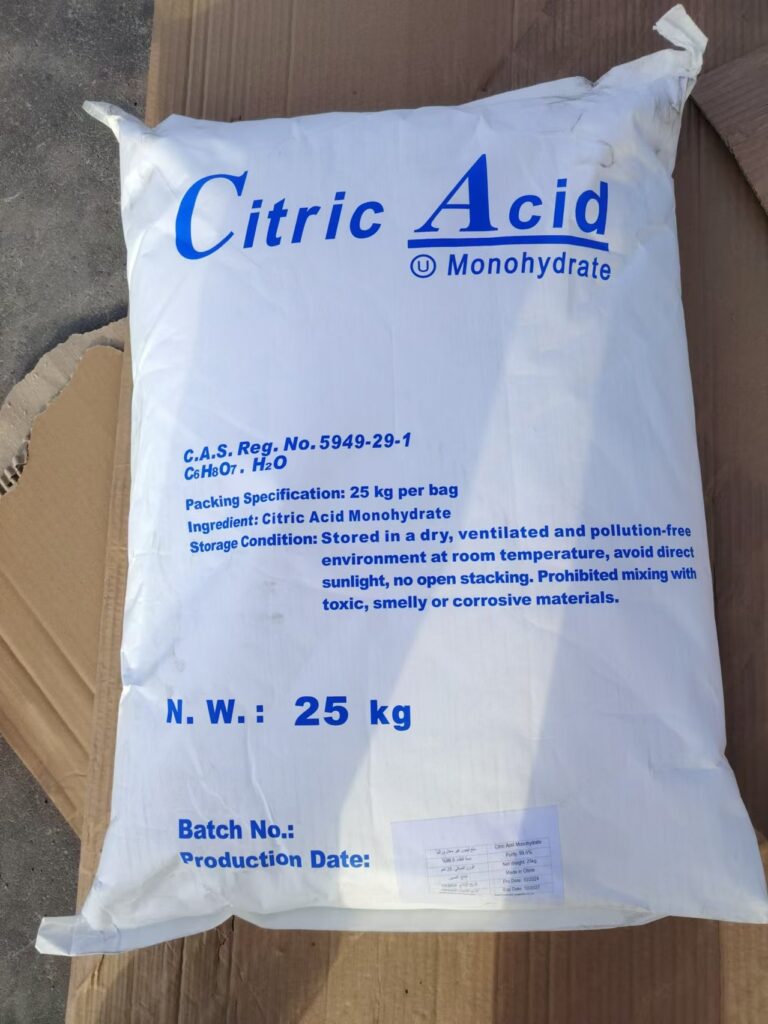 Citric Acid
Ⓤ Monohydrate
C.A.S. Reg. No. 5949-29-1
C₆H₈O₇ . H₂O
Packing Specification: 25 kg per bag
Ingredient: Citric Acid Monohydrate
Storage Condition: Stored in a dry, ventilated and pollution-free
environment at room temperature, avoid direct
sunlight, no open stacking. Prohibited mixing with
toxic, smelly or corrosive materials.
N. W. : 25 kg
Batch No.:
Production Date:
Citric Acid Monohydrate
Net Weight: 25kg
Made in China